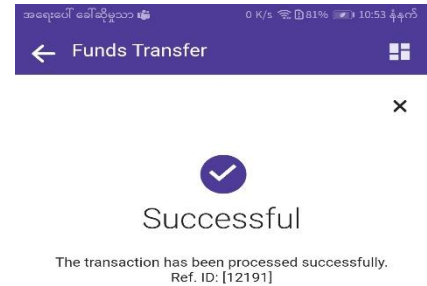 အရေးပေါ် ခေါ်ဆိုမှုသာ 0 K/s 81% 10:53 နံနက်
Funds Transfer
Successful
The transaction has been processed successfully.
Ref. ID: [12191]